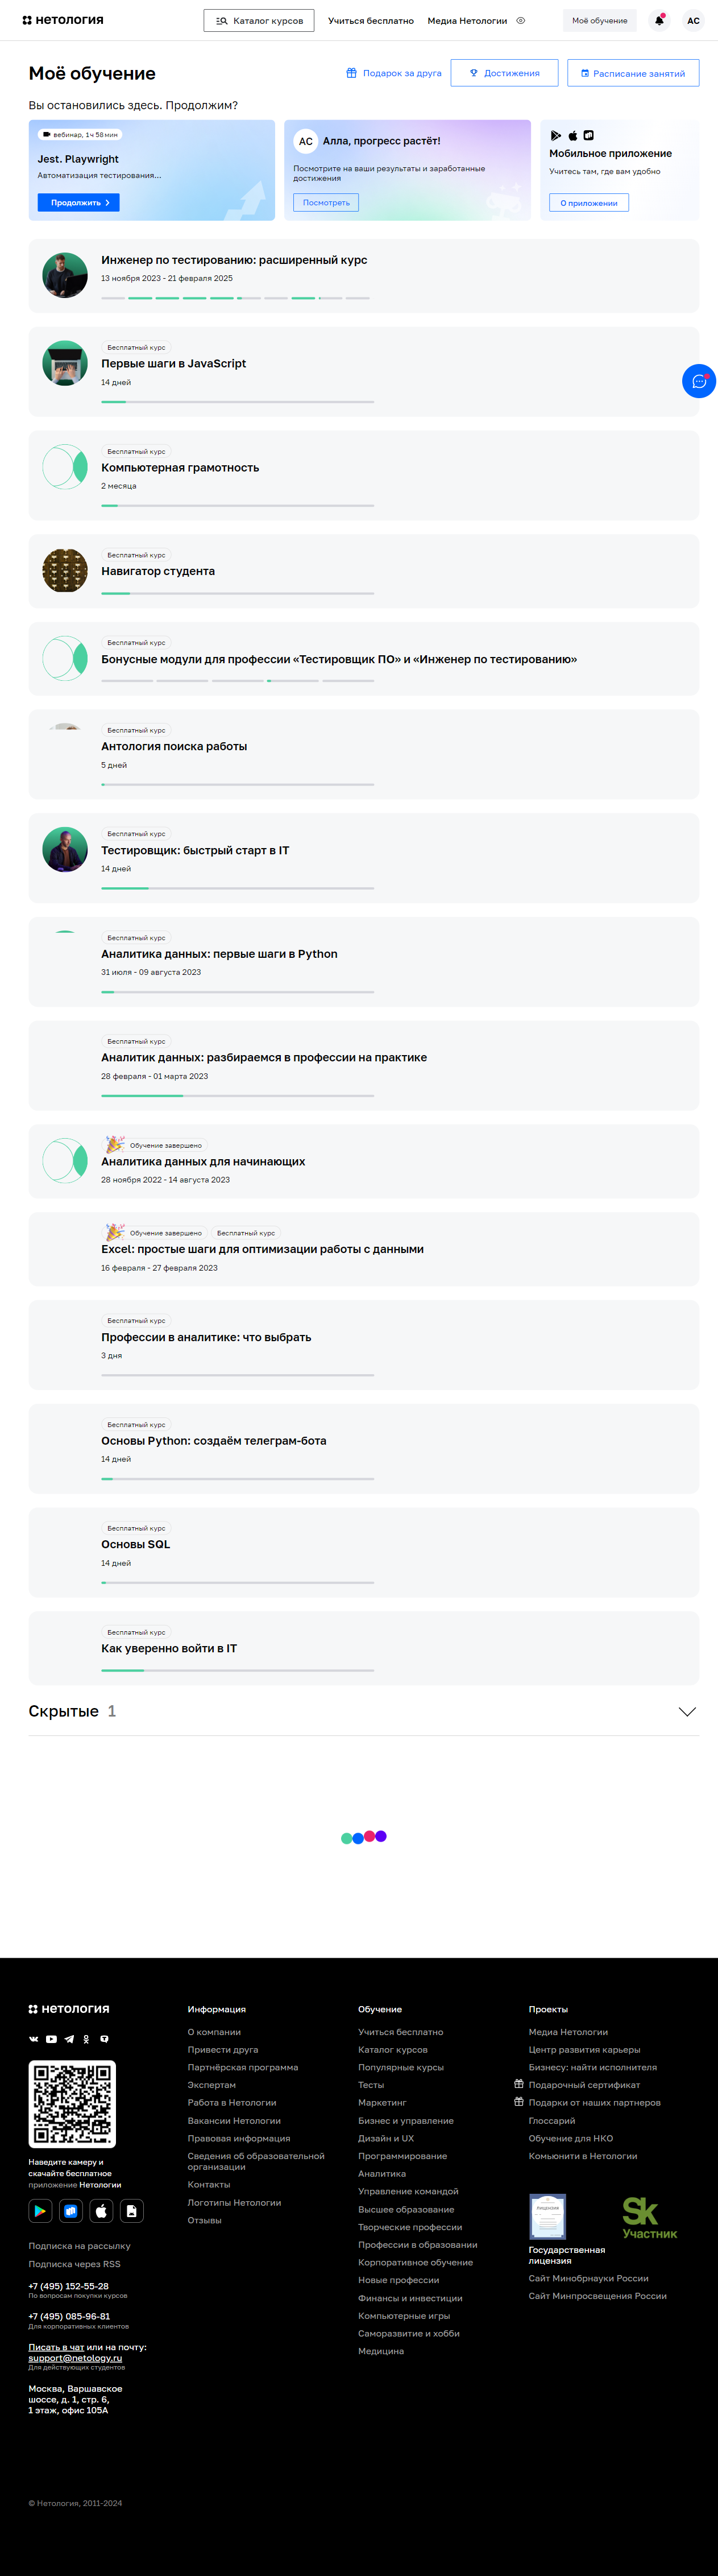 нетология
Каталог курсов
Учиться бесплатно
Медиа Нетологии
Моё обучение
АС
Моё обучение
Подарок за друга
Достижения
Расписание занятий
Вы остановились здесь. Продолжим?
вебинар, 1 ч 58 мин
Jest. Playwright
Автоматизация тестирования...
Продолжить
АС
Алла, прогресс растёт!
Посмотрите на ваши результаты и заработанные
достижения
Посмотреть
Мобильное приложение
Учитесь там, где вам удобно
О приложении
Инженер по тестированию: расширенный курс
13 ноября 2023 - 21 февраля 2025
Бесплатный курс
Первые шаги в JavaScript
14 дней
Бесплатный курс
Компьютерная грамотность
2 месяца
Бесплатный курс
Навигатор студента
Бесплатный курс
Бонусные модули для профессии «Тестировщик ПО» и «Инженер по тестированию»
Бесплатный курс
Антология поиска работы
5 дней
Бесплатный курс
Тестировщик: быстрый старт в IT
14 дней
Бесплатный курс
Аналитика данных: первые шаги в Python
31 июля - 09 августа 2023
Бесплатный курс
Аналитик данных: разбираемся в профессии на практике
28 февраля - 01 марта 2023
Обучение завершено
Аналитика данных для начинающих
28 ноября 2022 - 14 августа 2023
Обучение завершено
Бесплатный курс
Excel: простые шаги для оптимизации работы с данными
16 февраля - 27 февраля 2023
Бесплатный курс
Профессии в аналитике: что выбрать
3 дня
Бесплатный курс
Основы Python: создаём телеграм-бота
14 дней
Бесплатный курс
Основы SQL
14 дней
Бесплатный курс
Как уверенно войти в IT
Скрытые 1
нетология
Наведите камеру и
скачайте бесплатное
приложение Нетологии
Подписка на рассылку
Подписка через RSS
+7 (495) 152-55-28
По вопросам покупки курсов
+7 (495) 085-96-81
Для корпоративных клиентов
Писать в чат или на почту:
support@netology.ru
Для действующих студентов
Москва, Варшавское
шоссе, д. 1, стр. 6,
1 этаж, офис 105А
Информация
О компании
Привести друга
Партнёрская программа
Экспертам
Работа в Нетологии
Вакансии Нетологии
Правовая информация
Сведения об образовательной
организации
Контакты
Логотипы Нетологии
Отзывы
Обучение
Учиться бесплатно
Каталог курсов
Популярные курсы
Тесты
Маркетинг
Бизнес и управление
Дизайн и UX
Программирование
Аналитика
Управление командой
Высшее образование
Творческие профессии
Профессии в образовании
Корпоративное обучение
Новые профессии
Финансы и инвестиции
Компьютерные игры
Саморазвитие и хобби
Медицина
Проекты
Медиа Нетологии
Центр развития карьеры
Бизнесу: найти исполнителя
Подарочный сертификат
Подарки от наших партнеров
Глоссарий
Обучение для НКО
Комьюнити в Нетологии
ЛИЦЕНЗИЯ
Sk
Участник
Государственная
лицензия
Сайт Минобрнауки России
Сайт Минпросвещения России
© Нетология, 2011-2024